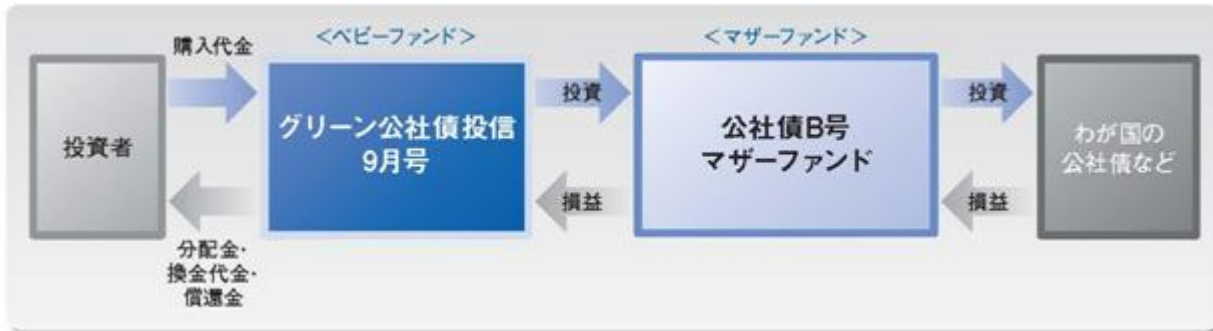 購入代金
＜ベビーファンド＞
＜マザーファンド＞
投資者
グリーン公社債投信
9月号
投資
公社債B号
マザーファンド
投資
わが国の
公社債など
損益
損益
分配金・
換金代金・
償還金